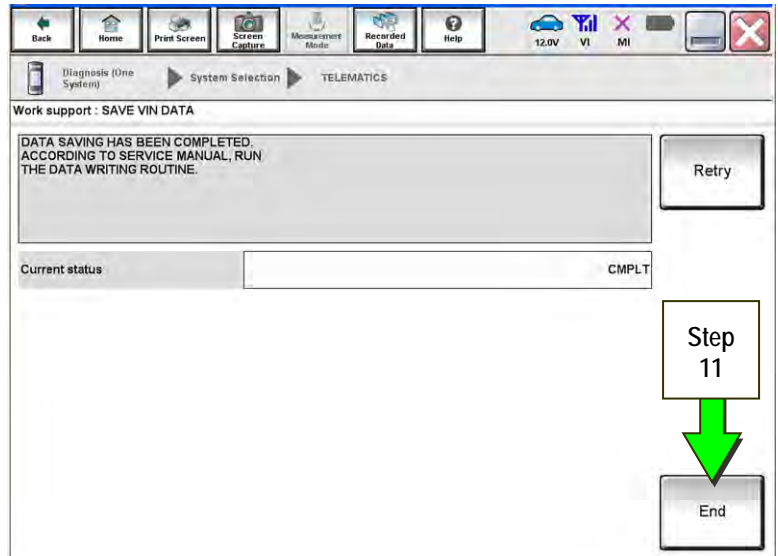 Back
Home
Print Screen
Screen
Capture
Measurement
Mode
Recorded
Data
Help
12.0V
VI
MI
Diagnosis (One
System)
System Selection
TELEMATICS
Work support : SAVE VIN DATA
DATA SAVING HAS BEEN COMPLETED.
ACCORDING TO SERVICE MANUAL, RUN
THE DATA WRITING ROUTINE.
Retry
Current status
CMPLT
Step
11
End